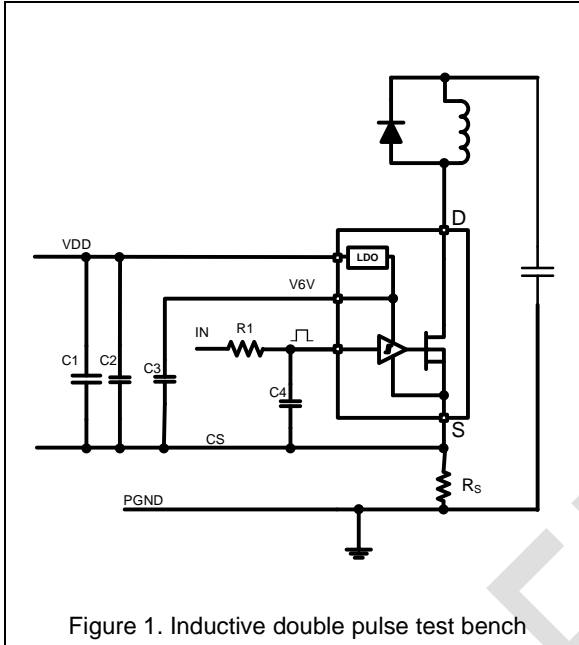 D
VDD
LDO
V6V
IN
R1
C1
C2
C3
C4
S
CS
RS
PGND
Figure 1. Inductive double pulse test bench